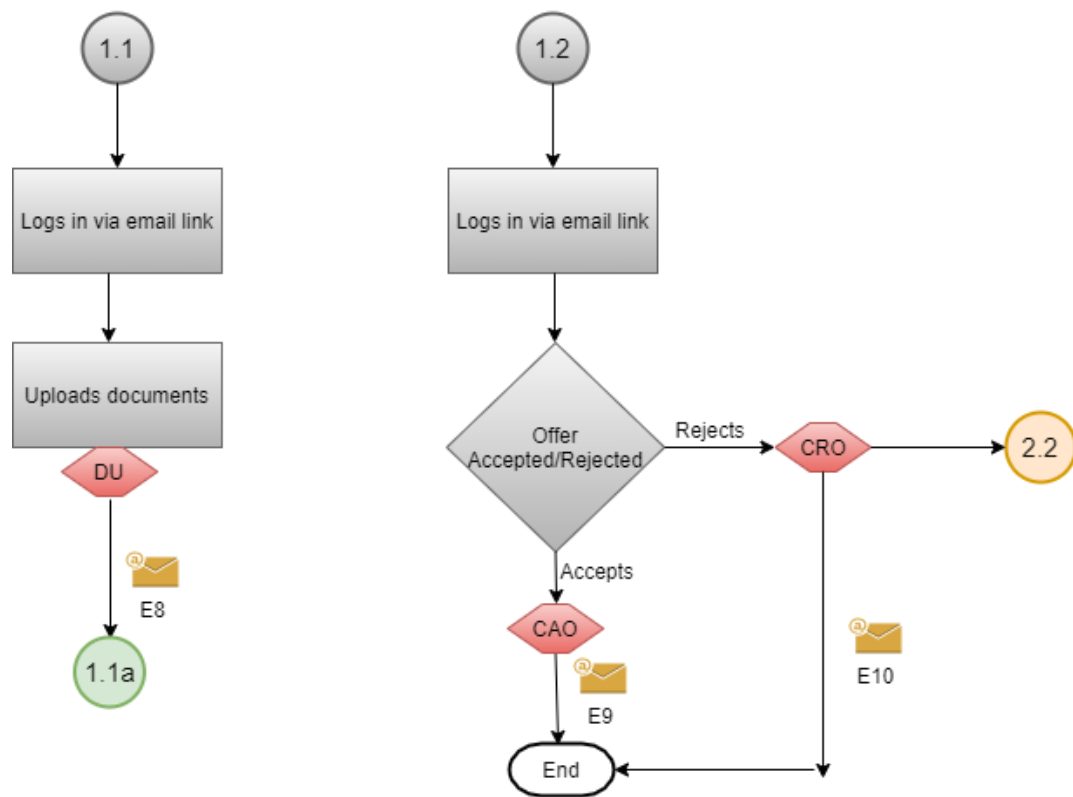 1.1
1.2
Logs in via email link
Logs in via email link
Uploads documents
DU
Offer
Accepted/Rejected
Rejects
CRO
2.2
@
E8
Accepts
CAO
@
E10
1.1a
@
E9
End